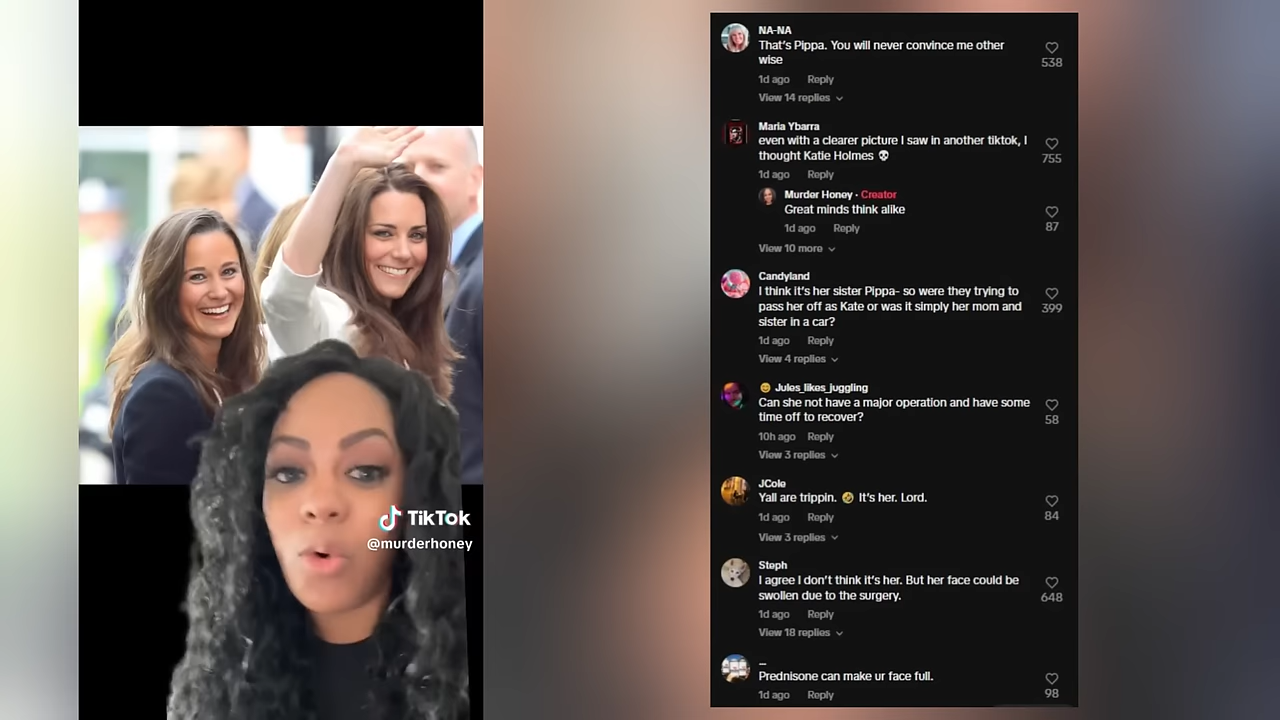 TikTok
@murderhoney
NA-NA
That's Pippa. You will never convince me other
wise
538
1d ago Reply
View 14 replies
Maria Ybarra
even with a clearer picture I saw in another tiktok, I
thought Katie Holmes 💀
755
1d ago Reply
Murder Honey · Creator
Great minds think alike
87
1d ago Reply
View 10 more
Candyland
I think it's her sister Pippa- so were they trying to
pass her off as Kate or was it simply her mom and
sister in a car?
399
1d ago Reply
View 4 replies
😊 Jules_likes_juggling
Can she not have a major operation and have some
time off to recover?
58
10h ago Reply
View 3 replies
JCole
Yall are trippin. 🤣 It's her. Lord.
84
1d ago Reply
View 3 replies
Steph
I agree I don't think it's her. But her face could be
swollen due to the surgery.
648
1d ago Reply
View 18 replies
...
Prednisone can make ur face full.
98
1d ago Reply